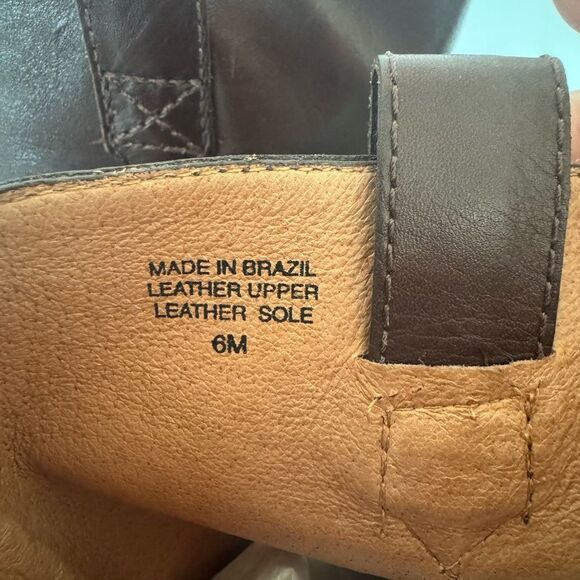 MADE IN BRAZIL
LEATHER UPPER
LEATHER SOLE
6M